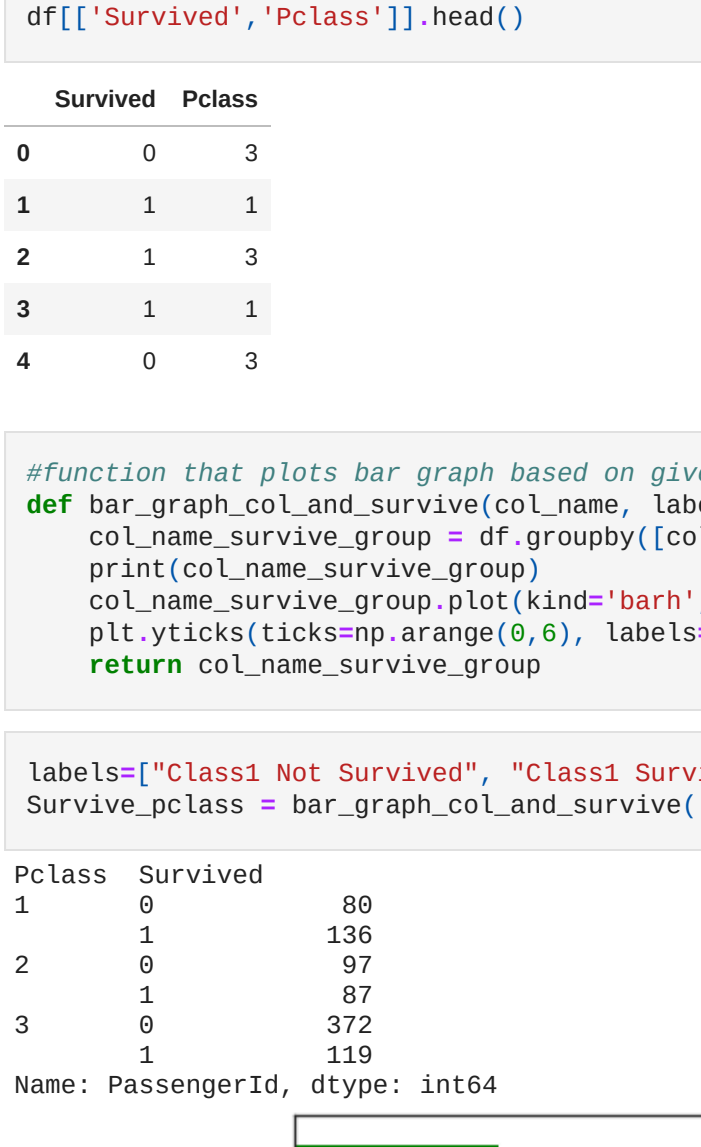 df[['Survived','Pclass']].head()
Survived Pclass
0 0 3
1 1 1
2 1 3
3 1 1
4 0 3
#function that plots bar graph based on give
def bar_graph_col_and_survive(col_name, labe
col_name_survive_group = df.groupby([col
print(col_name_survive_group)
col_name_survive_group.plot(kind='barh',
plt.yticks(ticks=np.arange(0,6), labels=
return col_name_survive_group
labels=["Class1 Not Survived", "Class1 Survi
Survive_pclass = bar_graph_col_and_survive(
Pclass Survived
1 0 80
1 136
2 0 97
1 87
3 0 372
1 119
Name: PassengerId, dtype: int64